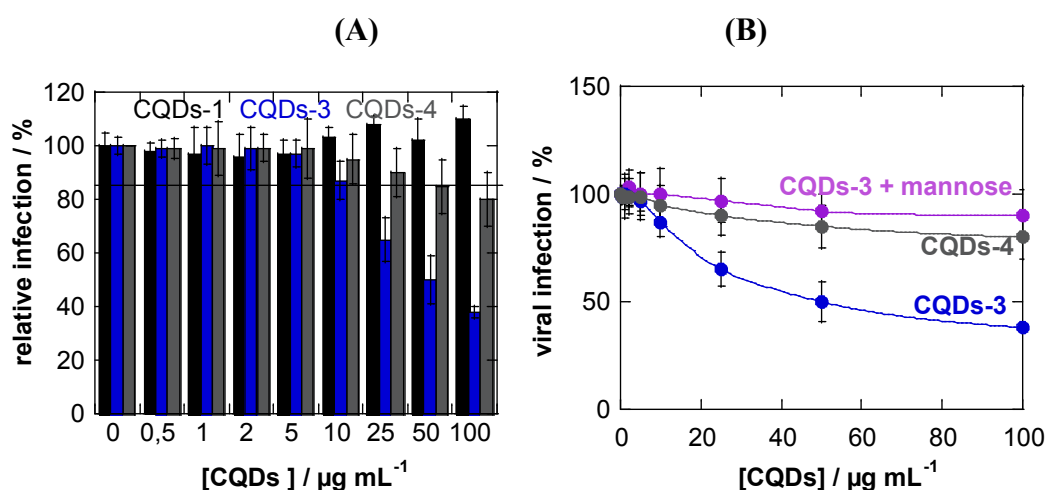 (A)
(B)
relative infection / %
120
100
80
60
40
20
0
CQDs-1 CQDs-3 CQDs-4
0 0,5 1 2 5 10 25 50 100
[CQDs ] / µg mL⁻¹
viral infection / %
150
100
50
0
CQDs-3 + mannose
CQDs-4
CQDs-3
0 20 40 60 80 100
[CQDs] / µg mL⁻¹